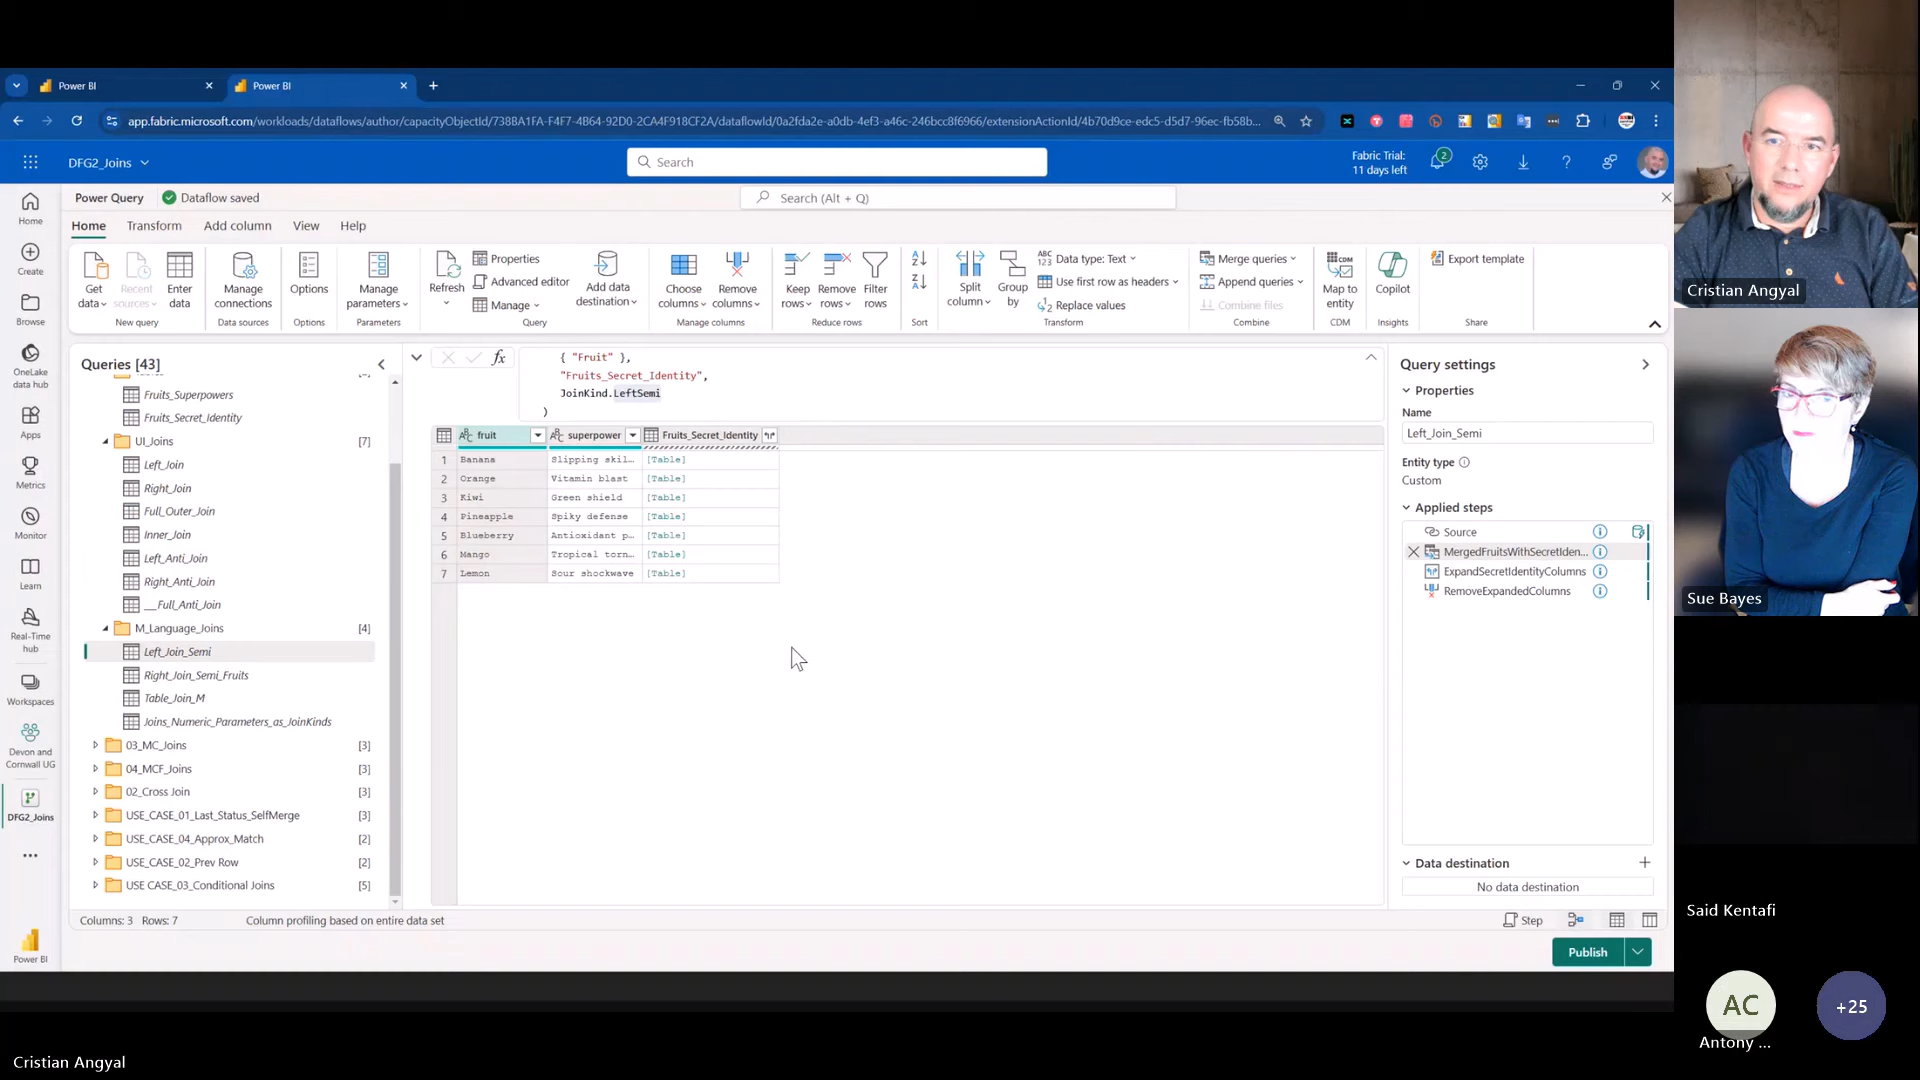 Power BI
Power BI
app.fabric.microsoft.com/workloads/dataflows/author/capacityObjectId/738BA1FA-F4F7-4B64-92D0-2CA4F918CF2A/dataflowId/0a2fda2e-a0db-4ef3-a46c-246bcc8f6966/extensionActionId/4b70d9ce-edc5-d5d7-96ec-fb58b...
DFG2_Joins
Search
Fabric Trial:
11 days left
2
Power Query
Dataflow saved
Search (Alt + Q)
Home
Transform
Add column
View
Help
Get data
Recent sources
Enter data
New query
Manage connections
Data sources
Options
Options
Manage parameters
Parameters
Refresh
Properties
Advanced editor
Manage
Add data destination
Query
Choose columns
Remove columns
Manage columns
Keep rows
Remove rows
Filter rows
Reduce rows
Sort
Split column
Group by
Data type: Text
Use first row as headers
Replace values
Transform
Merge queries
Append queries
Combine files
Combine
Map to entity
CDM
Copilot
Insights
Export template
Share
Home
Create
Browse
OneLake data hub
Apps
Metrics
Monitor
Learn
Real-Time hub
Workspaces
Devon and Cornwall UG
DFG2_Joins
Power BI
Queries [43]
Fruits_Superpowers
Fruits_Secret_Identity
UI_Joins [7]
Left_Join
Right_Join
Full_Outer_Join
Inner_Join
Left_Anti_Join
Right_Anti_Join
__Full_Anti_Join
M_Language_Joins [4]
Left_Join_Semi
Right_Join_Semi_Fruits
Table_Join_M
Joins_Numeric_Parameters_as_JoinKinds
03_MC_Joins [3]
04_MCF_Joins [3]
02_Cross Join [3]
USE_CASE_01_Last_Status_SelfMerge [3]
USE_CASE_04_Approx_Match [2]
USE_CASE_02_Prev Row [2]
USE CASE_03_Conditional Joins [5]
fx
{ "Fruit" },
"Fruits_Secret_Identity",
JoinKind.LeftSemi
)
fruit superpower Fruits_Secret_Identity
1 Banana Slipping skil... [Table]
2 Orange Vitamin blast [Table]
3 Kiwi Green shield [Table]
4 Pineapple Spiky defense [Table]
5 Blueberry Antioxidant p... [Table]
6 Mango Tropical torn... [Table]
7 Lemon Sour shockwave [Table]
Query settings
Properties
Name
Left_Join_Semi
Entity type
Custom
Applied steps
Source
MergedFruitsWithSecretIden...
ExpandSecretIdentityColumns
RemoveExpandedColumns
Data destination
No data destination
Columns: 3 Rows: 7
Column profiling based on entire data set
Step
Publish
Cristian Angyal
Sue Bayes
Said Kentafi
AC
Antony ...
+25
Cristian Angyal